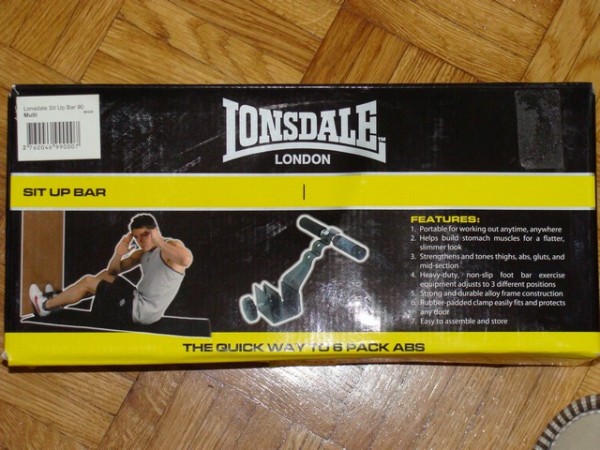 Lonsdale Sit Up Bar 90
Multi
2 760046 990007
LONSDALE
LONDON
SIT UP BAR
FEATURES:
1. Portable for working out anytime, anywhere
2. Helps build stomach muscles for a flatter,
slimmer look
3. Strengthens and tones thighs, abs, gluts, and
mid-section
4. Heavy-duty, non-slip foot bar exercise
equipment adjusts to 3 different positions
5. Strong and durable alloy frame construction
6. Rubber-padded clamp easily fits and protects
any door
7. Easy to assemble and store
THE QUICK WAY TO 6 PACK ABS